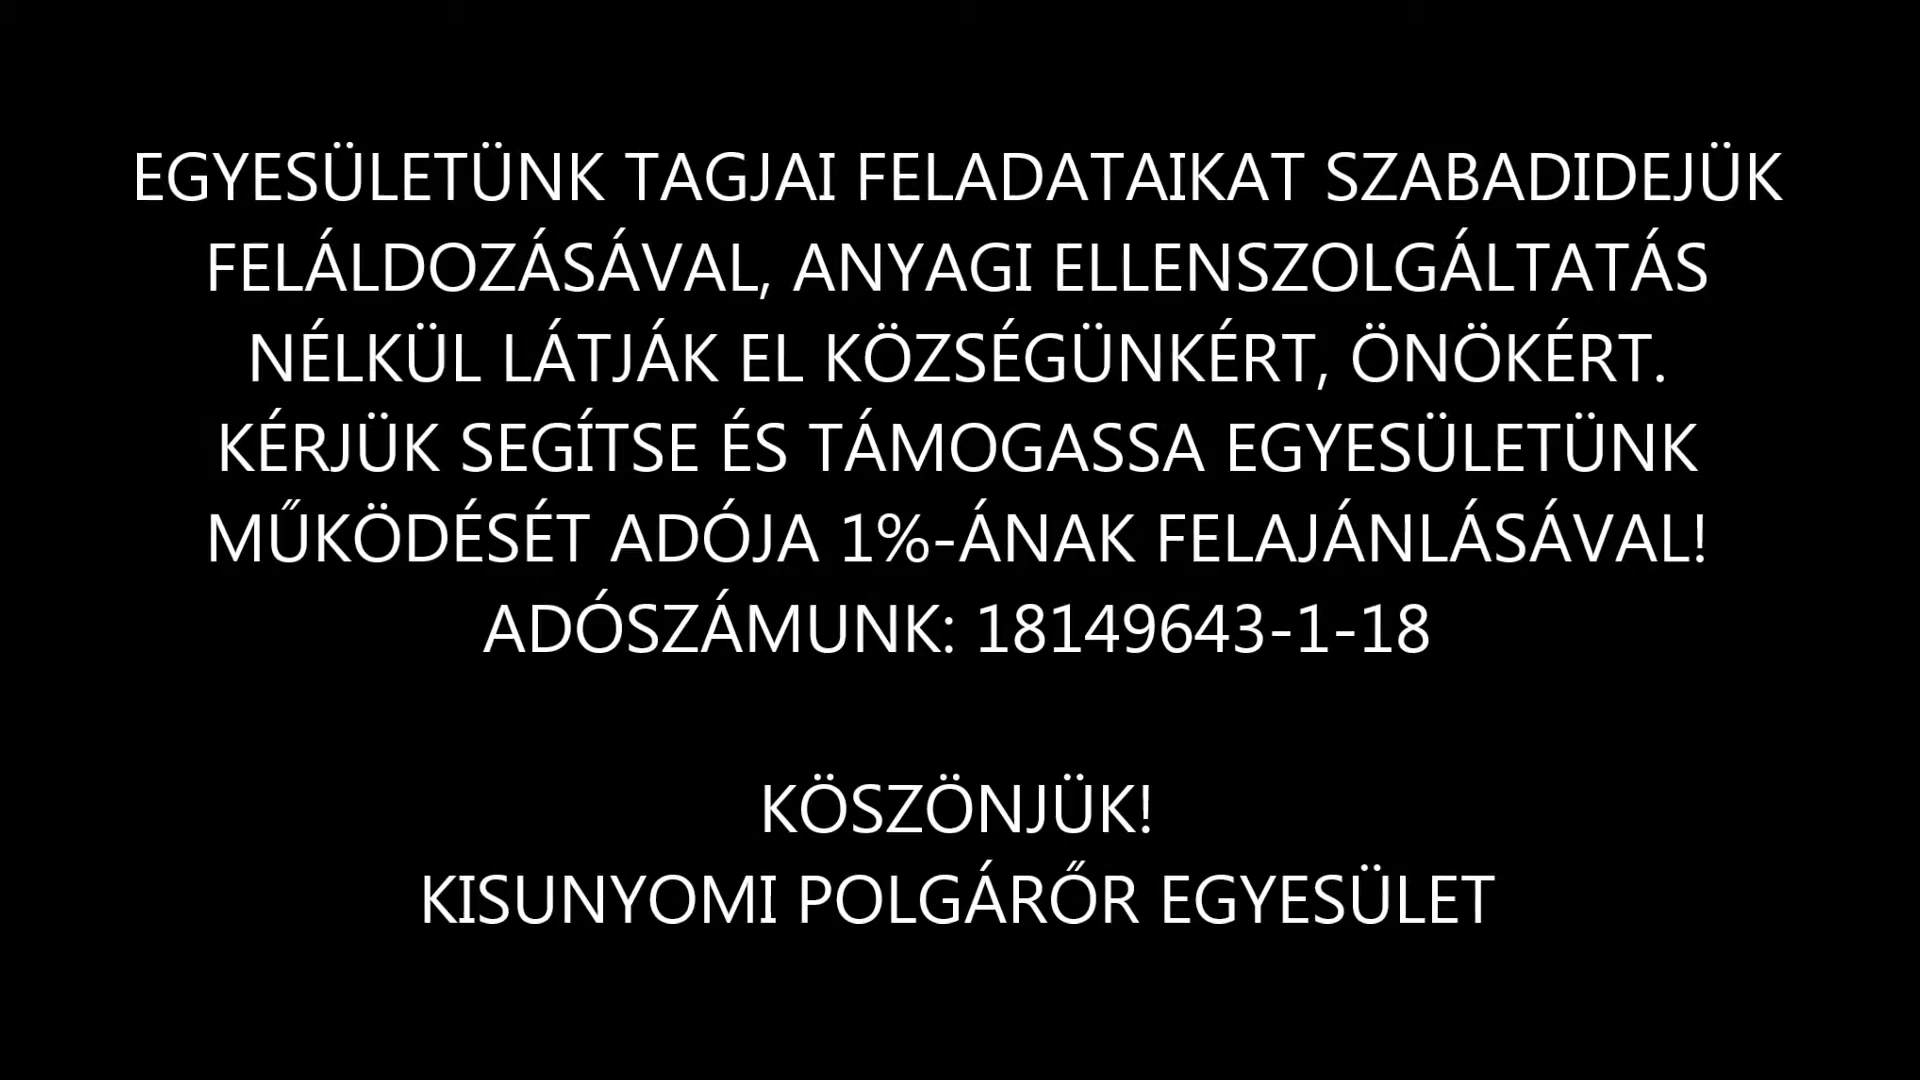 EGYESÜLETÜNK TAGJAI FELADATAIKAT SZABADIDEJÜK
FELÁLDOZÁSÁVAL, ANYAGI ELLENSZOLGÁLTATÁS
NÉLKÜL LÁTJÁK EL KÖZSÉGÜNKÉRT, ÖNÖKÉRT.
KÉRJÜK SEGÍTSE ÉS TÁMOGASSA EGYESÜLETÜNK
MŰKÖDÉSÉT ADÓJA 1%-ÁNAK FELAJÁNLÁSÁVAL!
ADÓSZÁMUNK: 18149643-1-18
KÖSZÖNJÜK!
KISUNYOMI POLGÁRŐR EGYESÜLET